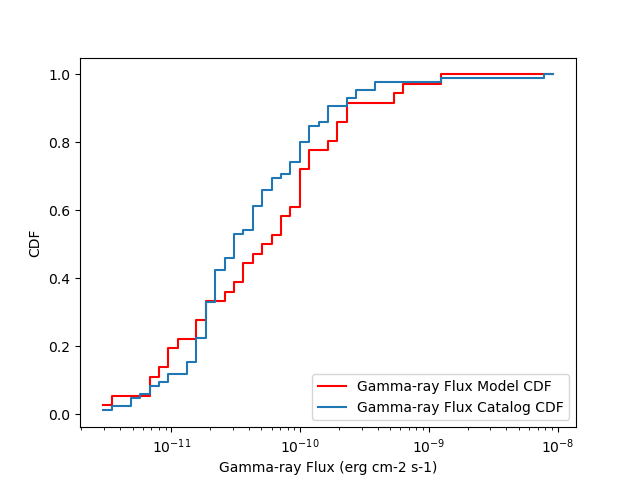 1.0
0.8
0.6
0.4
0.2
0.0
CDF
Gamma-ray Flux Model CDF
Gamma-ray Flux Catalog CDF
10⁻¹¹ 10⁻¹⁰ 10⁻⁹ 10⁻⁸
Gamma-ray Flux (erg cm-2 s-1)